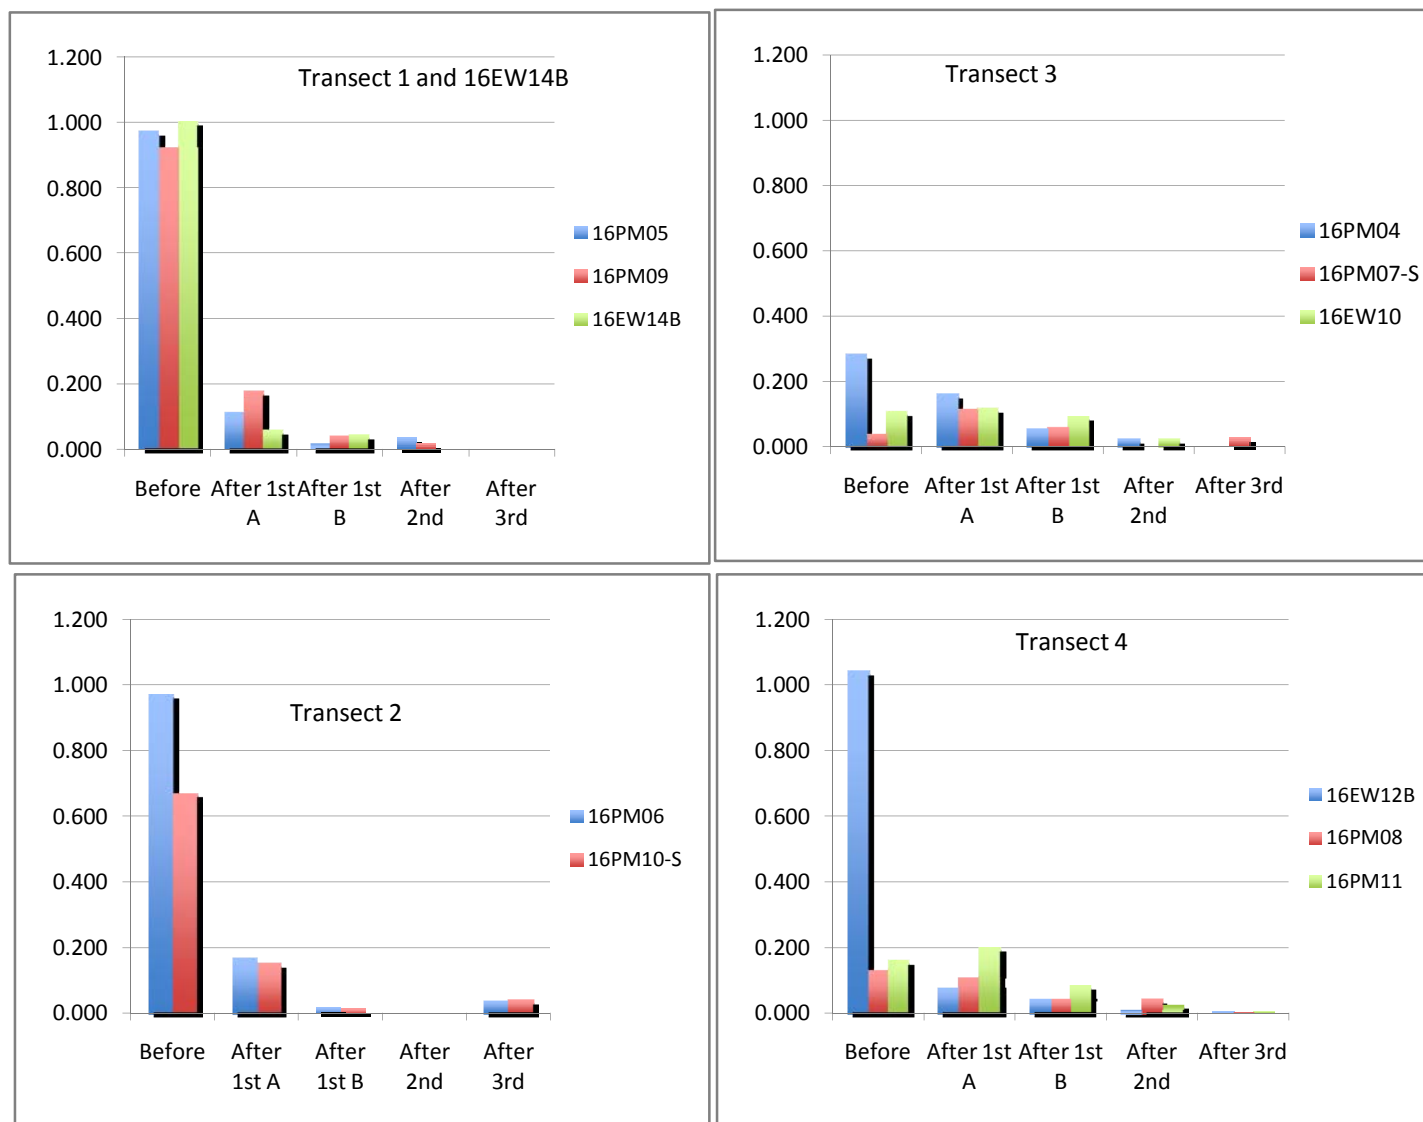 Transect 1 and 16EW14B
1.200
1.000
0.800
0.600
0.400
0.200
0.000
Before After 1st A After 1st B After 2nd After 3rd
16PM05
16PM09
16EW14B
Transect 3
1.200
1.000
0.800
0.600
0.400
0.200
0.000
Before After 1st A After 1st B After 2nd After 3rd
16PM04
16PM07-S
16EW10
Transect 2
1.200
1.000
0.800
0.600
0.400
0.200
0.000
Before After 1st A After 1st B After 2nd After 3rd
16PM06
16PM10-S
Transect 4
1.200
1.000
0.800
0.600
0.400
0.200
0.000
Before After 1st A After 1st B After 2nd After 3rd
16EW12B
16PM08
16PM11